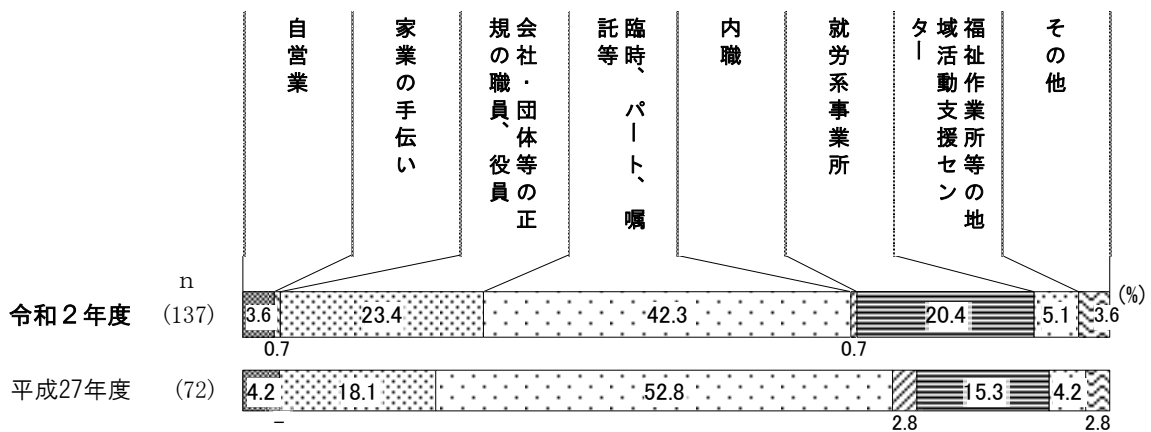 自営業
家業の手伝い
会社・団体等の正
規の職員、役員
臨時、パート、嘱
託等
内職
就労系事業所
福祉作業所等の地
域活動支援セン
ター
その他
n
(%)
令和２年度 (137) 3.6 23.4 42.3 20.4 5.1 3.6
0.7 0.7
平成27年度 (72) 4.2 18.1 52.8 15.3 4.2
－ 2.8 2.8